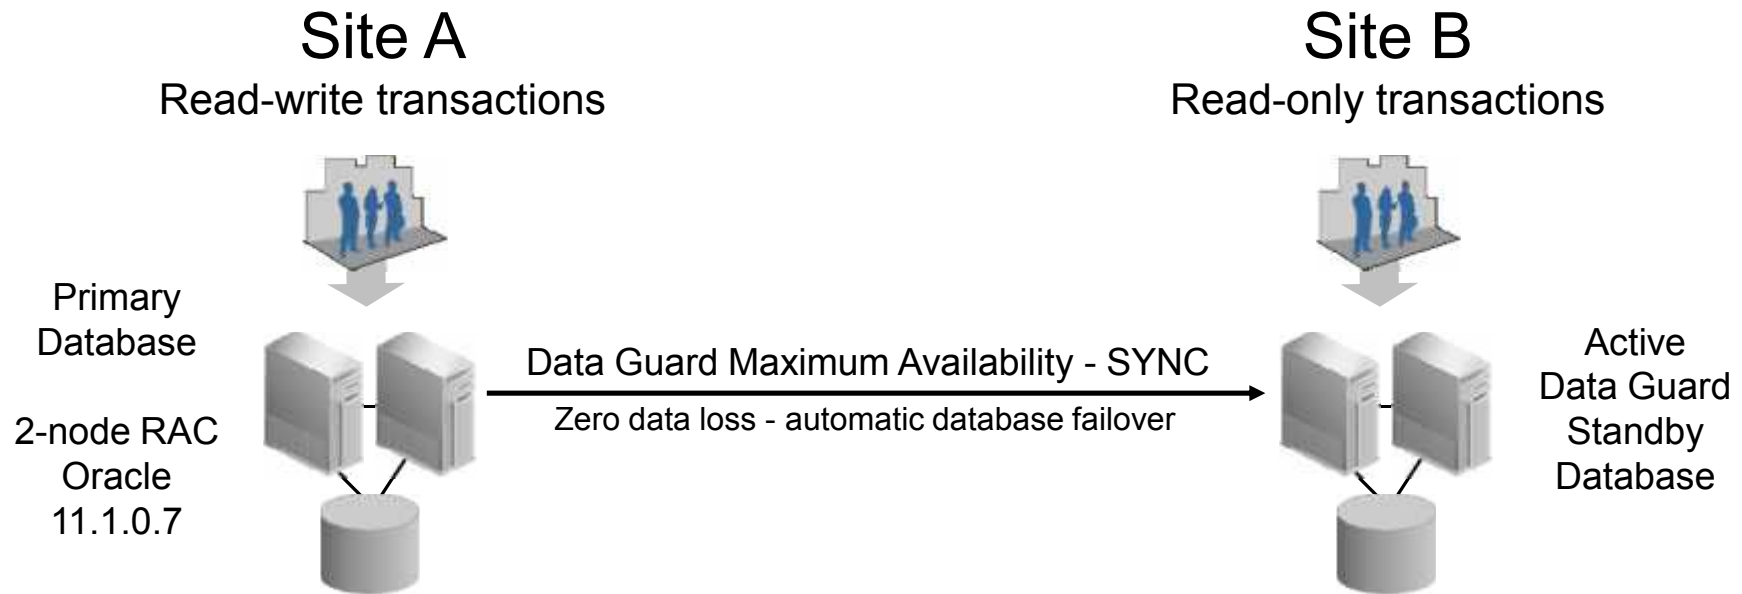 Site A
Read-write transactions
Site B
Read-only transactions
Primary
Database
2-node RAC
Oracle
11.1.0.7
Data Guard Maximum Availability - SYNC
Zero data loss - automatic database failover
Active
Data Guard
Standby
Database